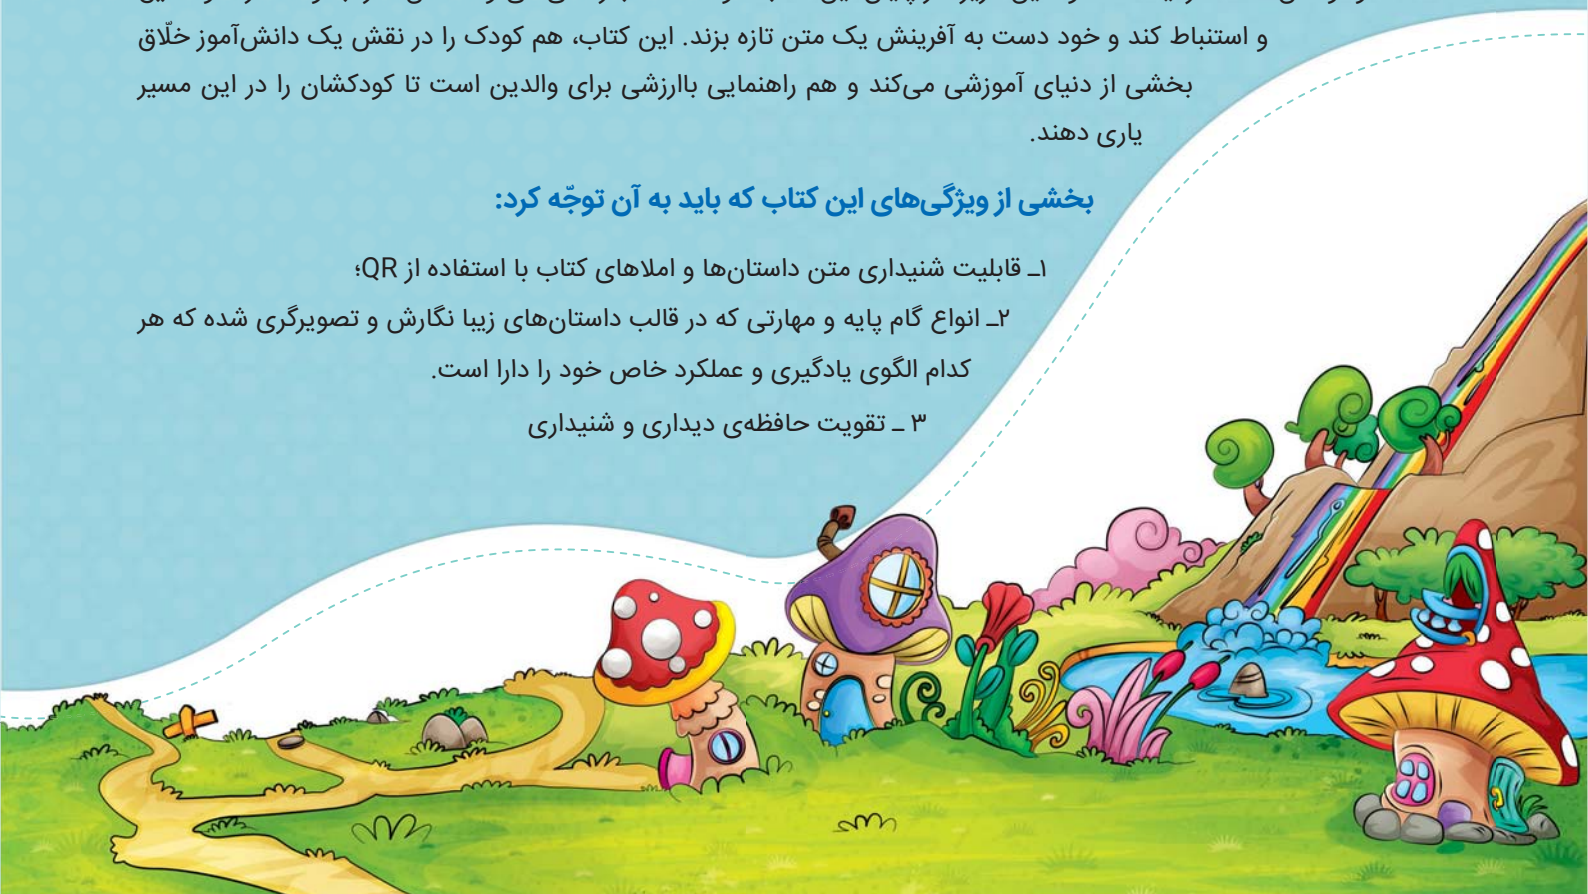 و استنباط کند و خود دست به آفرینش یک متن تازه بزند. این کتاب، هم کودک را در نقش یک دانش‌آموز خلّاق
بخشی از دنیای آموزشی می‌کند و هم راهنمایی باارزشی برای والدین است تا کودکشان را در این مسیر
یاری دهند.
بخشی از ویژگی‌های این کتاب که باید به آن توجّه کرد:
۱ـ قابلیت شنیداری متن داستان‌ها و املاهای کتاب با استفاده از QR؛
۲ـ انواع گام پایه و مهارتی که در قالب داستان‌های زیبا نگارش و تصویرگری شده که هر
کدام الگوی یادگیری و عملکرد خاص خود را دارا است.
۳ ـ تقویت حافظه‌ی دیداری و شنیداری